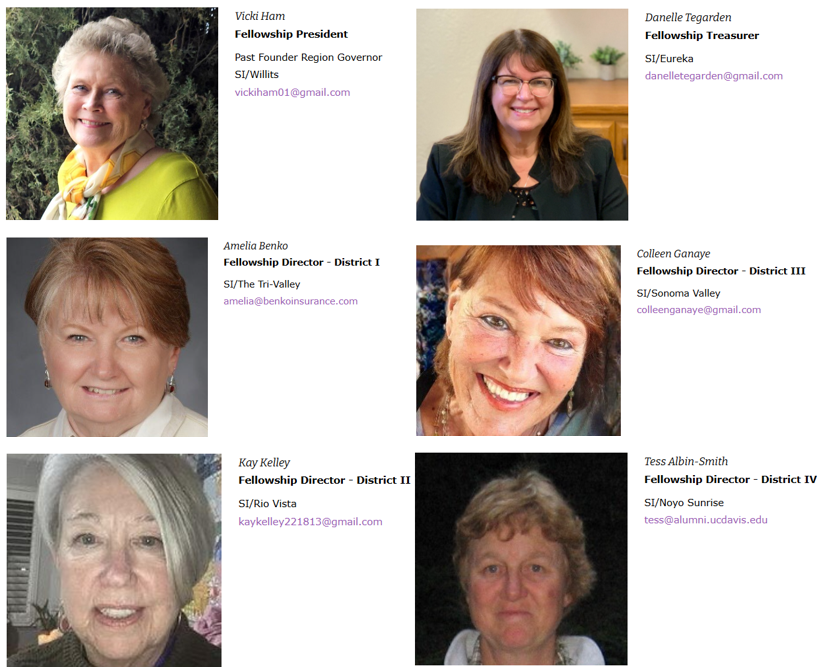 Vicki Ham
Fellowship President
Past Founder Region Governor
SI/Willits
vickiham01@gmail.com
Danelle Tegarden
Fellowship Treasurer
SI/Eureka
danelletegarden@gmail.com
Amelia Benko
Fellowship Director - District I
SI/The Tri-Valley
amelia@benkoinsurance.com
Colleen Ganaye
Fellowship Director - District III
SI/Sonoma Valley
colleenganaye@gmail.com
Kay Kelley
Fellowship Director - District II
SI/Rio Vista
kaykelley221813@gmail.com
Tess Albin-Smith
Fellowship Director - District IV
SI/Noyo Sunrise
tess@alumni.ucdavis.edu